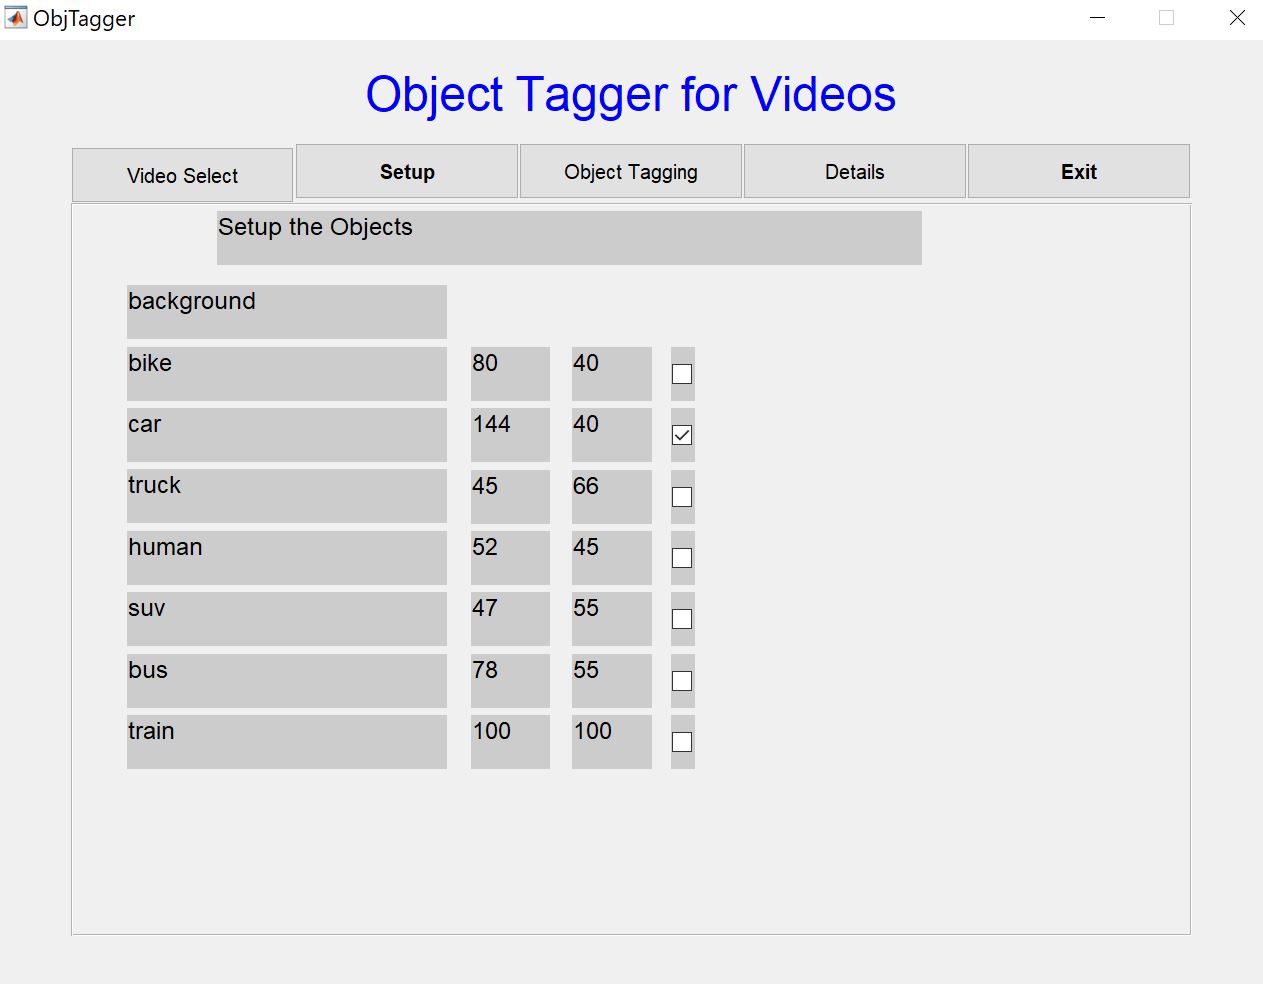 ObjTagger
Object Tagger for Videos
Video Select Setup Object Tagging Details Exit
Setup the Objects
background
bike 80 40
car 144 40
truck 45 66
human 52 45
suv 47 55
bus 78 55
train 100 100